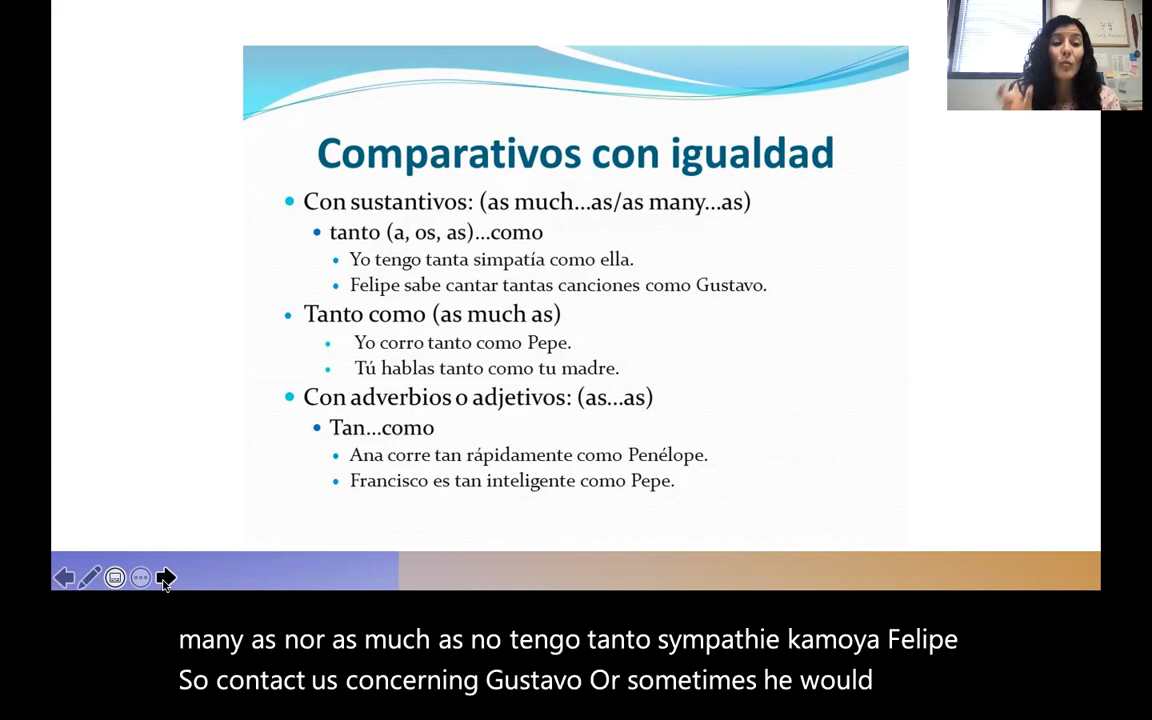 Comparativos con igualdad
Con sustantivos: (as much...as/as many...as)
tanto (a, os, as)...como
Yo tengo tanta simpatía como ella.
Felipe sabe cantar tantas canciones como Gustavo.
Tanto como (as much as)
Yo corro tanto como Pepe.
Tú hablas tanto como tu madre.
Con adverbios o adjetivos: (as...as)
Tan...como
Ana corre tan rápidamente como Penélope.
Francisco es tan inteligente como Pepe.
many as nor as much as no tengo tanto sympathie kamoya Felipe
So contact us concerning Gustavo Or sometimes he would